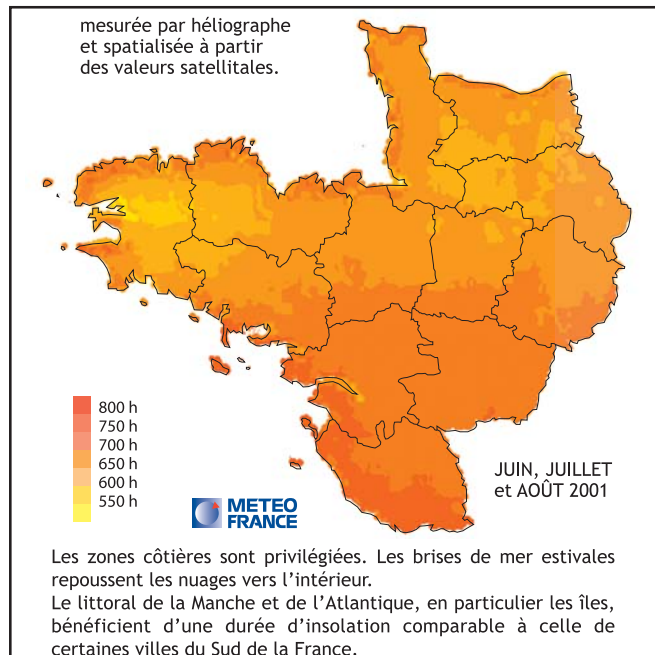 mesurée par héliographe
et spatialisée à partir
des valeurs satellitales.
800 h
750 h
700 h
650 h
600 h
550 h
METEO
FRANCE
JUIN, JUILLET
et AOÛT 2001
Les zones côtières sont privilégiées. Les brises de mer estivales
repoussent les nuages vers l’intérieur.
Le littoral de la Manche et de l’Atlantique, en particulier les îles,
bénéficient d’une durée d’insolation comparable à celle de
certaines villes du Sud de la France.